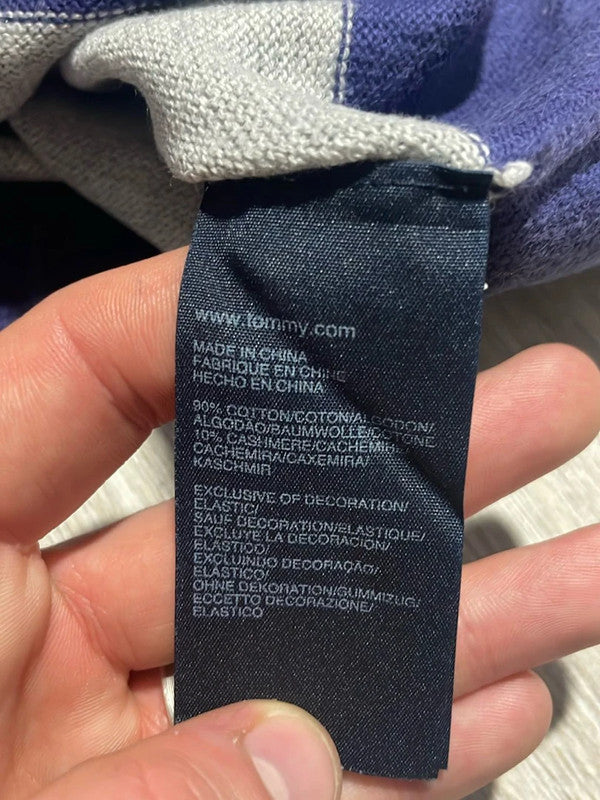 www.tommy.com
MADE IN CHINA
FABRIQUE EN CHINE
HECHO EN CHINA
90% COTTON/COTON/ALGODON/
ALGODÃO/BAUMWOLLE/COTONE
10% CASHMERE/CACHEMIRE/
CACHEMIRA/CAXEMIRA/
KASCHMIR
EXCLUSIVE OF DECORATION/
ELASTIC/
SAUF DECORATION/ELASTIQUE/
EXCLUYE LA DECORACION/
ELASTICO/
EXCLUINDO DECORAÇÃO/
ELASTICO/
OHNE DEKORATION/GUMMIZUG/
ECCETTO DECORAZIONE/
ELASTICO